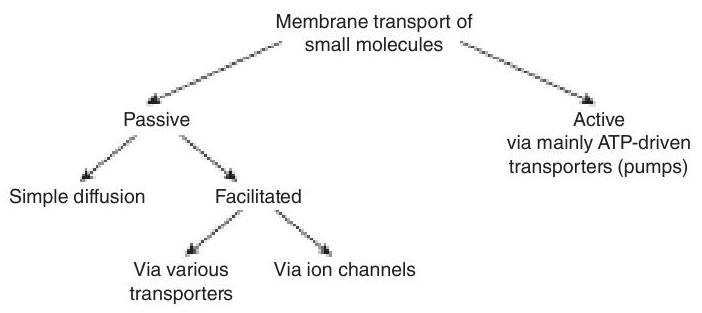 Membrane transport of
small molecules
Passive
Active
via mainly ATP-driven
transporters (pumps)
Simple diffusion
Facilitated
Via various
transporters
Via ion channels